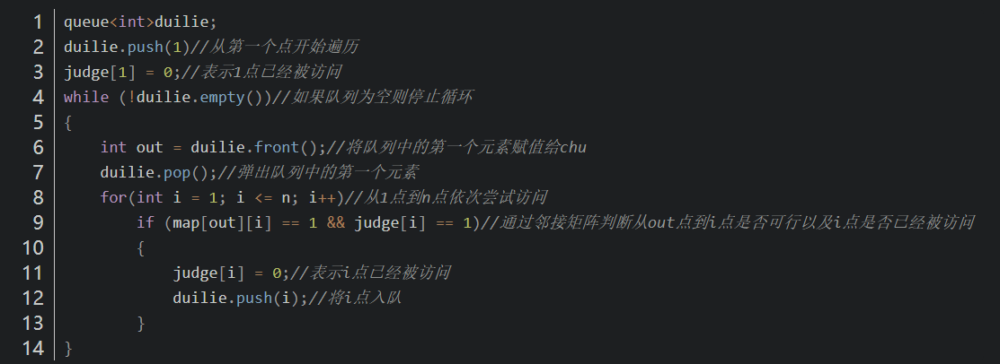 1 queue<int>duilie;
2 duilie.push(1)//从第一个点开始遍历
3 judge[1] = 0;//表示1点已经被访问
4 while (!duilie.empty())//如果队列为空则停止循环
5 {
6     int out = duilie.front();//将队列中的第一个元素赋值给chu
7     duilie.pop();//弹出队列中的第一个元素
8     for(int i = 1; i <= n; i++)//从1点到n点依次尝试访问
9         if (map[out][i] == 1 && judge[i] == 1)//通过邻接矩阵判断从out点到i点是否可行以及i点是否已经被访问
10         {
11             judge[i] = 0;//表示i点已经被访问
12             duilie.push(i);//将i点入队
13         }
14 }